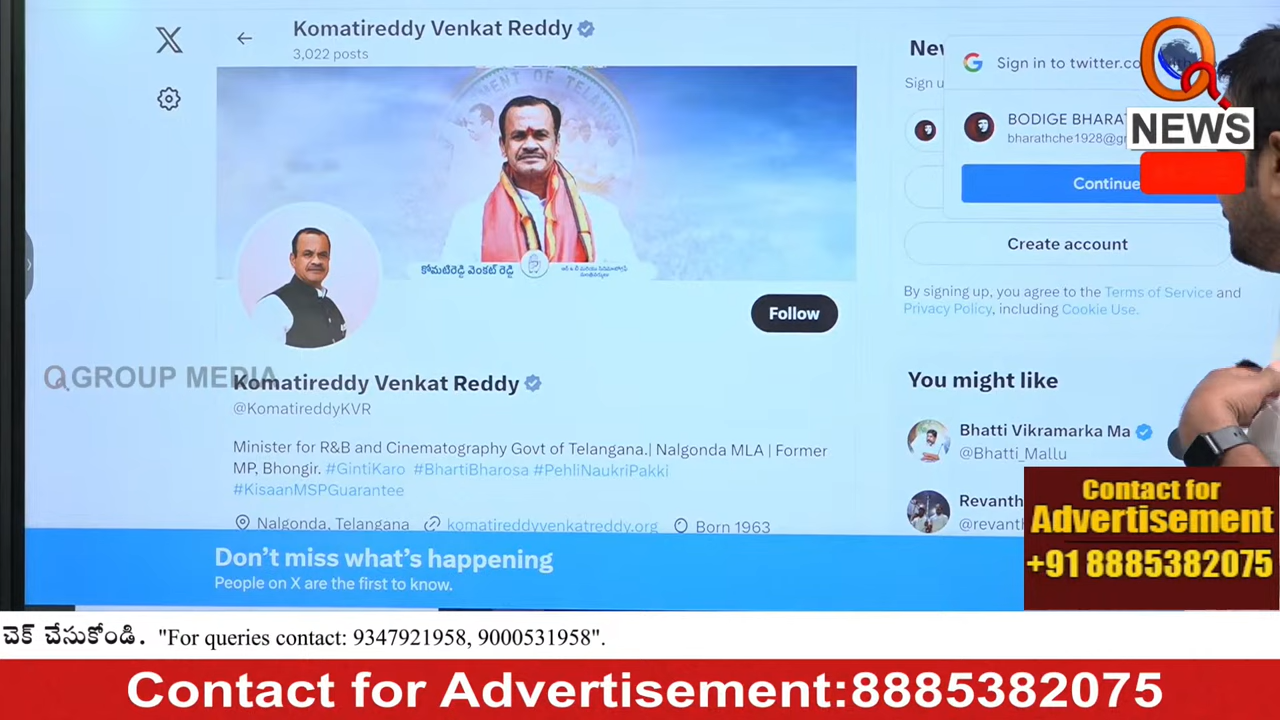 Komatireddy Venkat Reddy
3,022 posts
GOVERNMENT OF TELANGANA
కోమటిరెడ్డి వెంకట్ రెడ్డి
Follow
Q GROUP MEDIA
Komatireddy Venkat Reddy
@KomatireddyKVR
Minister for R&B and Cinematography Govt of Telangana.| Nalgonda MLA | Former
MP, Bhongir. #GintiKaro #BhartiBharosa #PehliNaukriPakki
#KisaanMSPGuarantee
Nalgonda, Telangana komatireddyvenkatreddy.org Born 1963
Don't miss what's happening
People on X are the first to know.
Sign in to twitter.co
BODIGE BHARAT
bharathche1928@g
Continue
Create account
By signing up, you agree to the Terms of Service and
Privacy Policy, including Cookie Use.
You might like
Bhatti Vikramarka Ma
@Bhatti_Mallu
Revanth
@revant
Q
NEWS
Contact for
Advertisement
+91 8885382075
చెక్ చేసుకోండి. "For queries contact: 9347921958, 9000531958".
Contact for Advertisement:8885382075